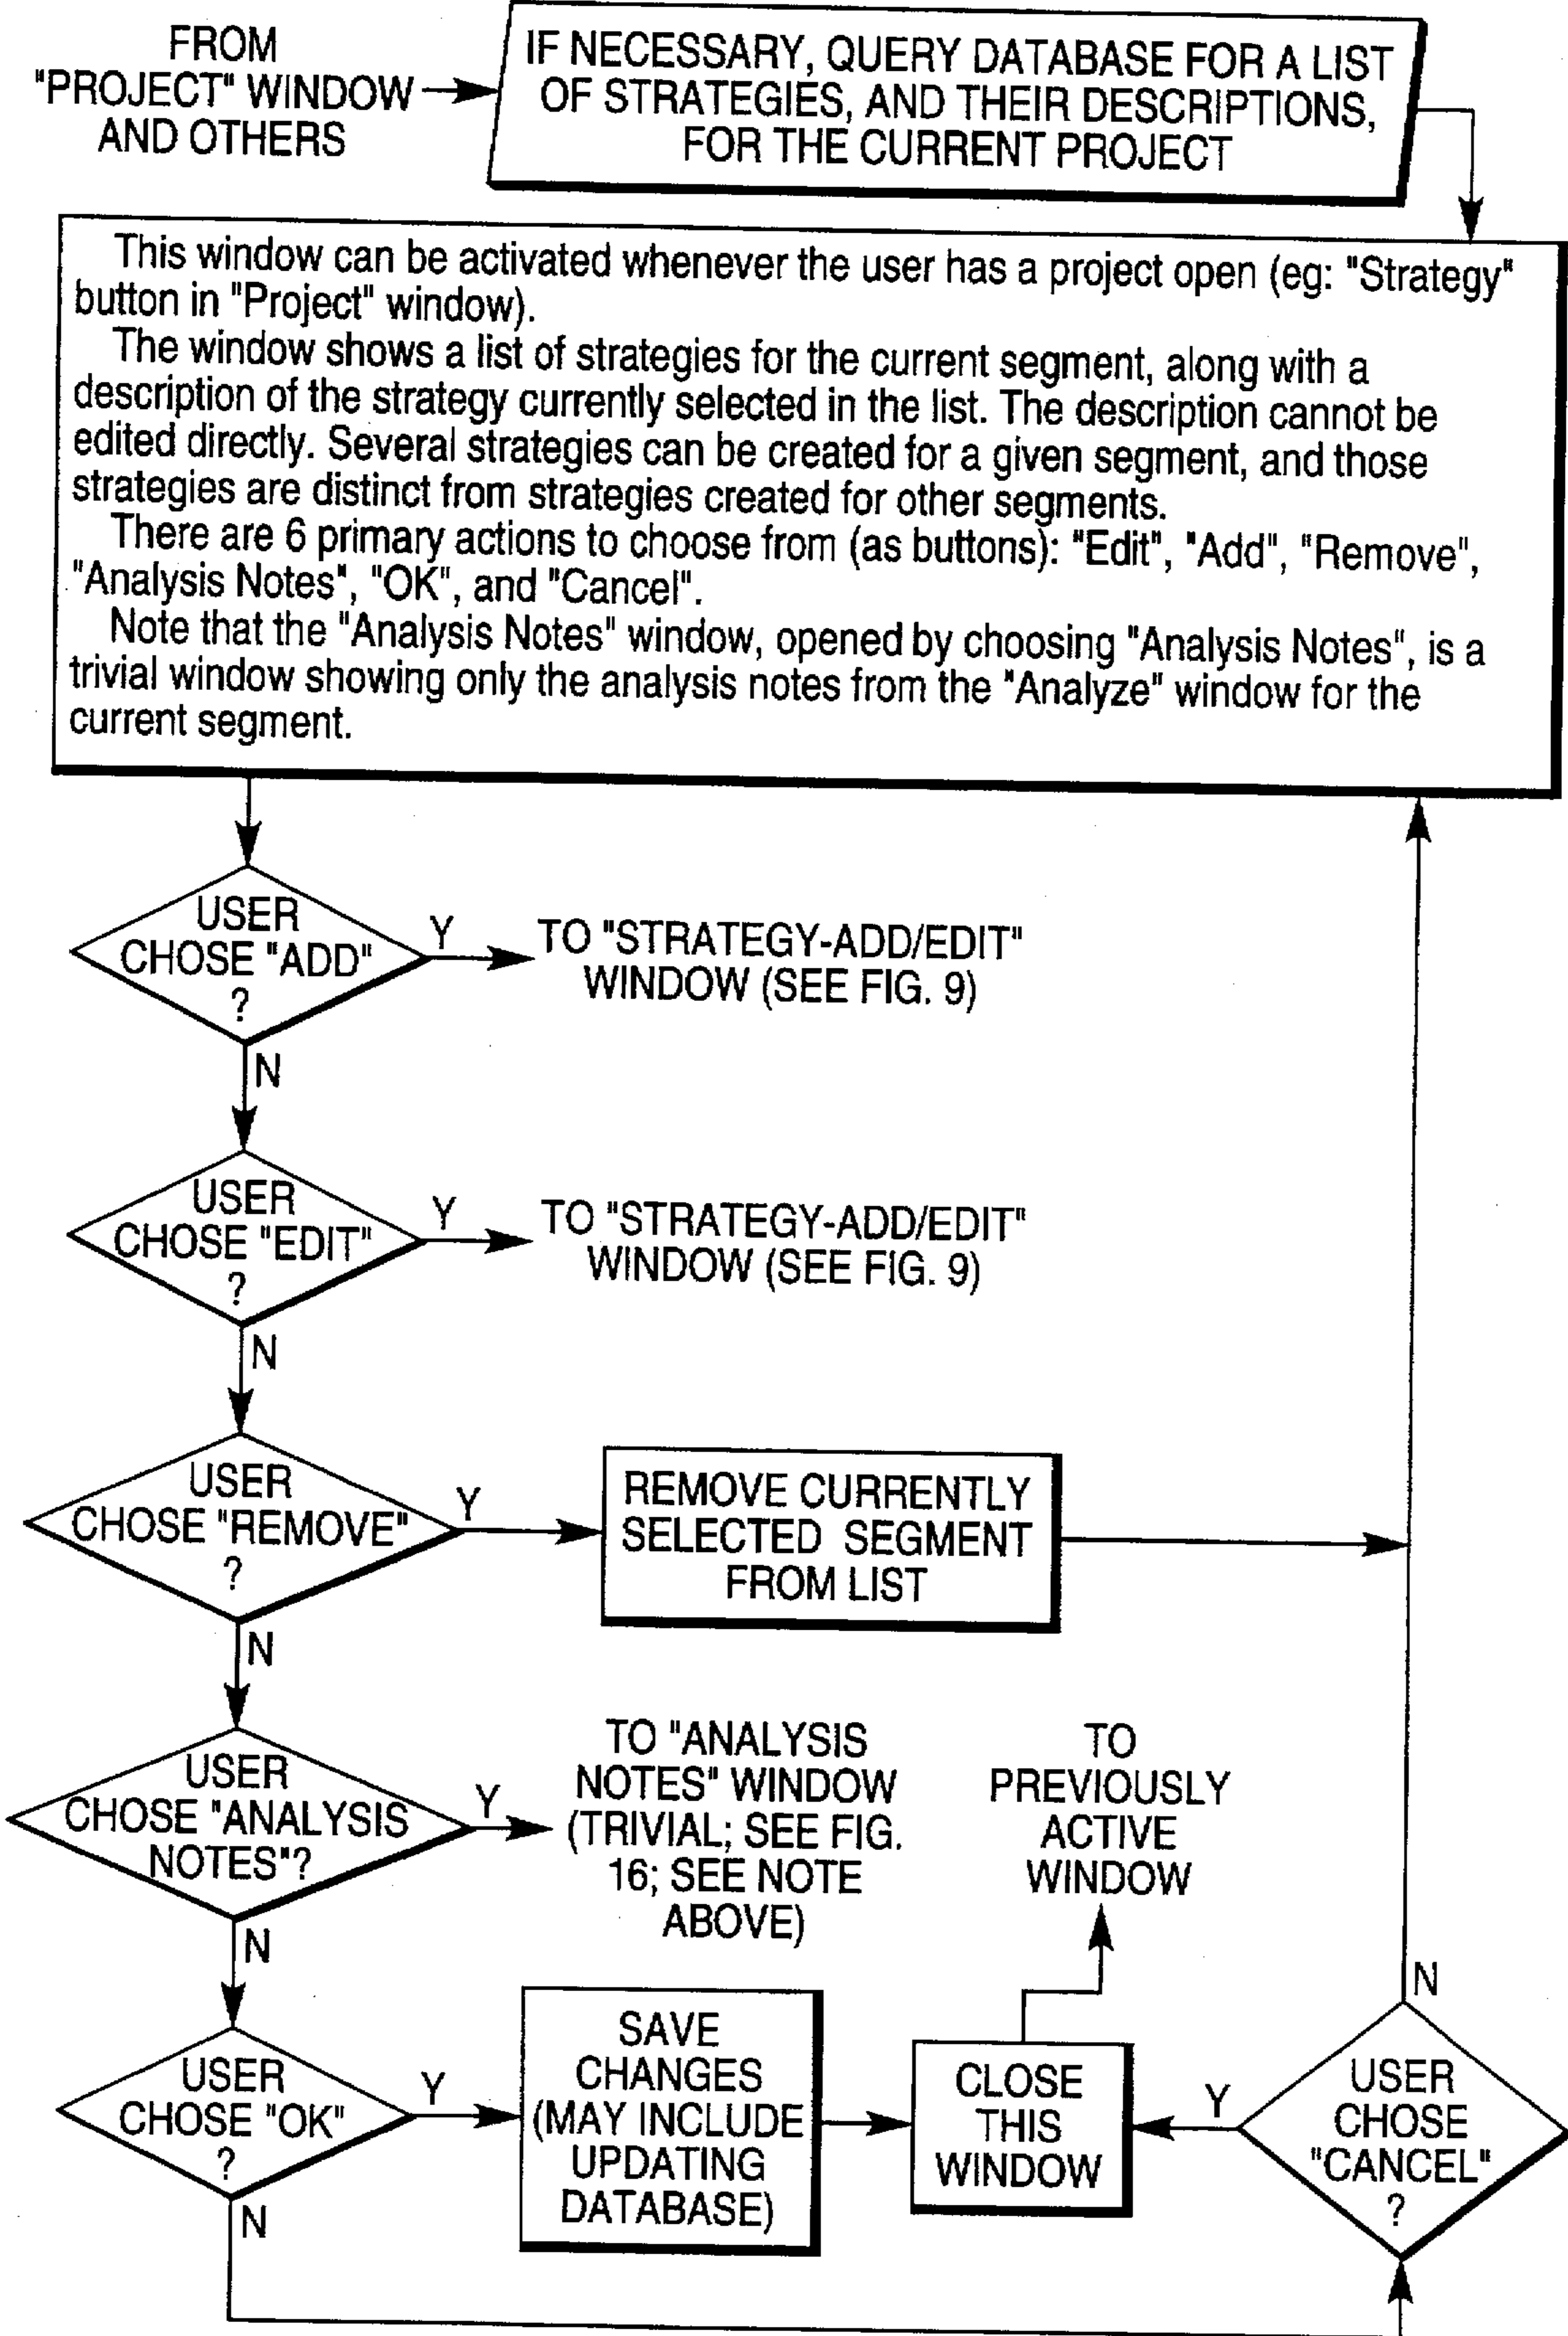 FROM
"PROJECT" WINDOW
AND OTHERS
IF NECESSARY, QUERY DATABASE FOR A LIST
OF STRATEGIES, AND THEIR DESCRIPTIONS,
FOR THE CURRENT PROJECT
This window can be activated whenever the user has a project open (eg: "Strategy"
button in "Project" window).
The window shows a list of strategies for the current segment, along with a
description of the strategy currently selected in the list. The description cannot be
edited directly. Several strategies can be created for a given segment, and those
strategies are distinct from strategies created for other segments.
There are 6 primary actions to choose from (as buttons): "Edit", "Add", "Remove",
"Analysis Notes", "OK", and "Cancel".
Note that the "Analysis Notes" window, opened by choosing "Analysis Notes", is a
trivial window showing only the analysis notes from the "Analyze" window for the
current segment.
USER
CHOSE "ADD"
?
Y
TO "STRATEGY-ADD/EDIT"
WINDOW (SEE FIG. 9)
N
USER
CHOSE "EDIT"
?
Y
TO "STRATEGY-ADD/EDIT"
WINDOW (SEE FIG. 9)
N
USER
CHOSE "REMOVE"
?
Y
REMOVE CURRENTLY
SELECTED SEGMENT
FROM LIST
N
USER
CHOSE "ANALYSIS
NOTES"?
Y
TO "ANALYSIS
NOTES" WINDOW
(TRIVIAL; SEE FIG.
16; SEE NOTE
ABOVE)
TO
PREVIOUSLY
ACTIVE
WINDOW
N
USER
CHOSE "OK"
?
Y
SAVE
CHANGES
(MAY INCLUDE
UPDATING
DATABASE)
CLOSE
THIS
WINDOW
Y
USER
CHOSE
"CANCEL"
?
N
N